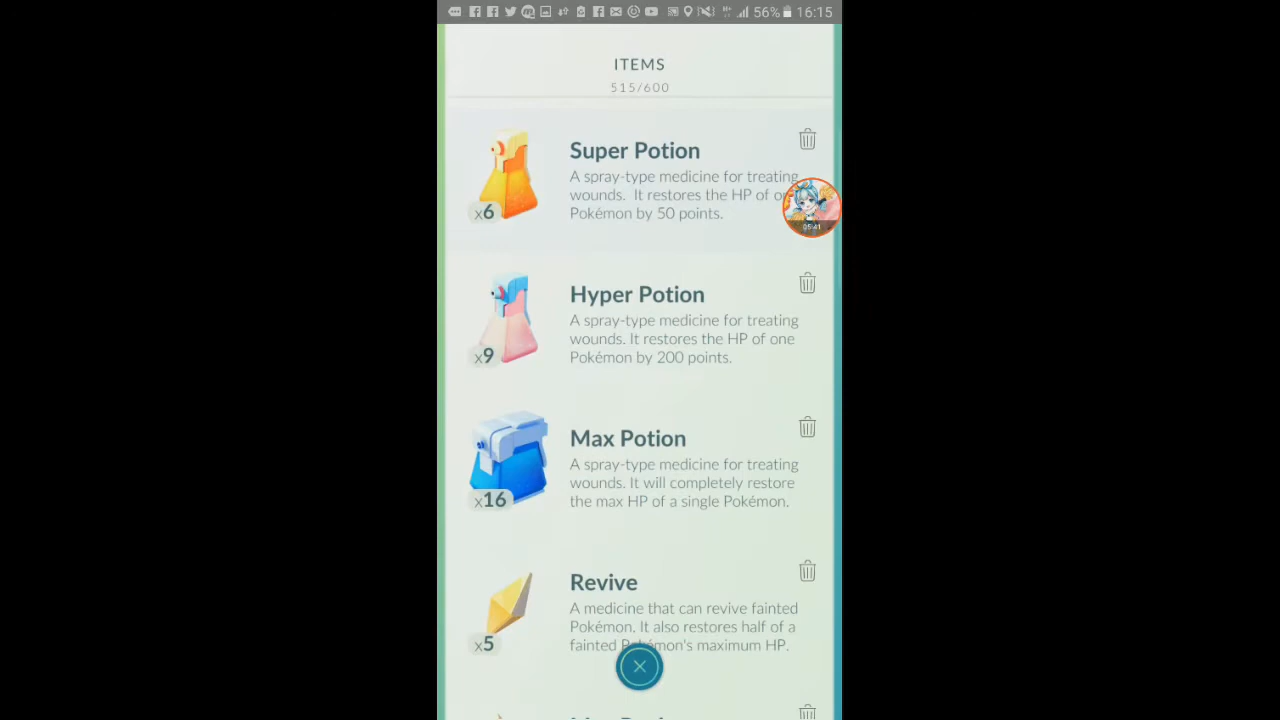 56% 16:15
ITEMS
515/600
Super Potion
A spray-type medicine for treating
wounds. It restores the HP of one
Pokémon by 50 points.
x6
05:41
Hyper Potion
A spray-type medicine for treating
wounds. It restores the HP of one
Pokémon by 200 points.
x9
Max Potion
A spray-type medicine for treating
wounds. It will completely restore
the max HP of a single Pokémon.
x16
Revive
A medicine that can revive fainted
Pokémon. It also restores half of a
fainted Pokémon's maximum HP.
x5